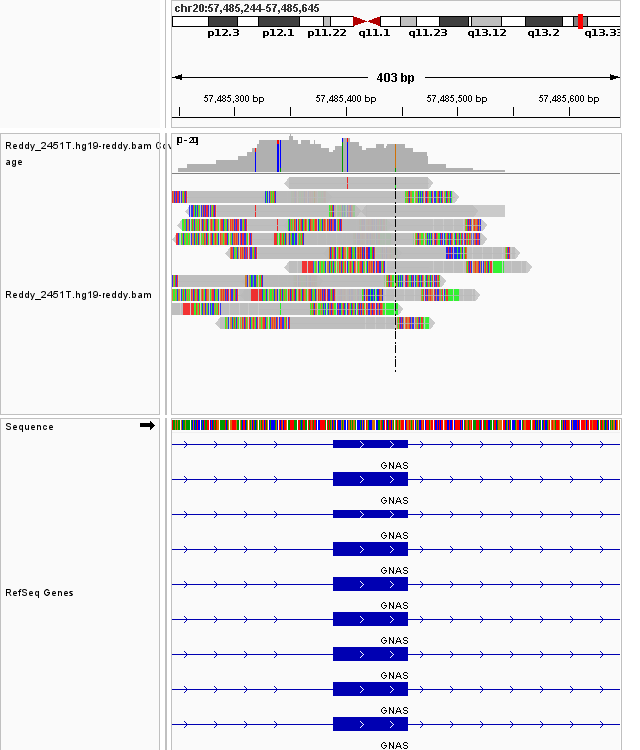 chr20:57,485,244-57,485,645
p12.3 p12.1 p11.22 q11.1 q11.23 q13.12 q13.2 q13.33
403 bp
57,485,300 bp 57,485,400 bp 57,485,500 bp 57,485,600 bp
Reddy_2451T.hg19-reddy.bam Cov
age
[0-20]
Reddy_2451T.hg19-reddy.bam
Sequence
GNAS
GNAS
GNAS
GNAS
RefSeq Genes
GNAS
GNAS
GNAS
GNAS
GNAS